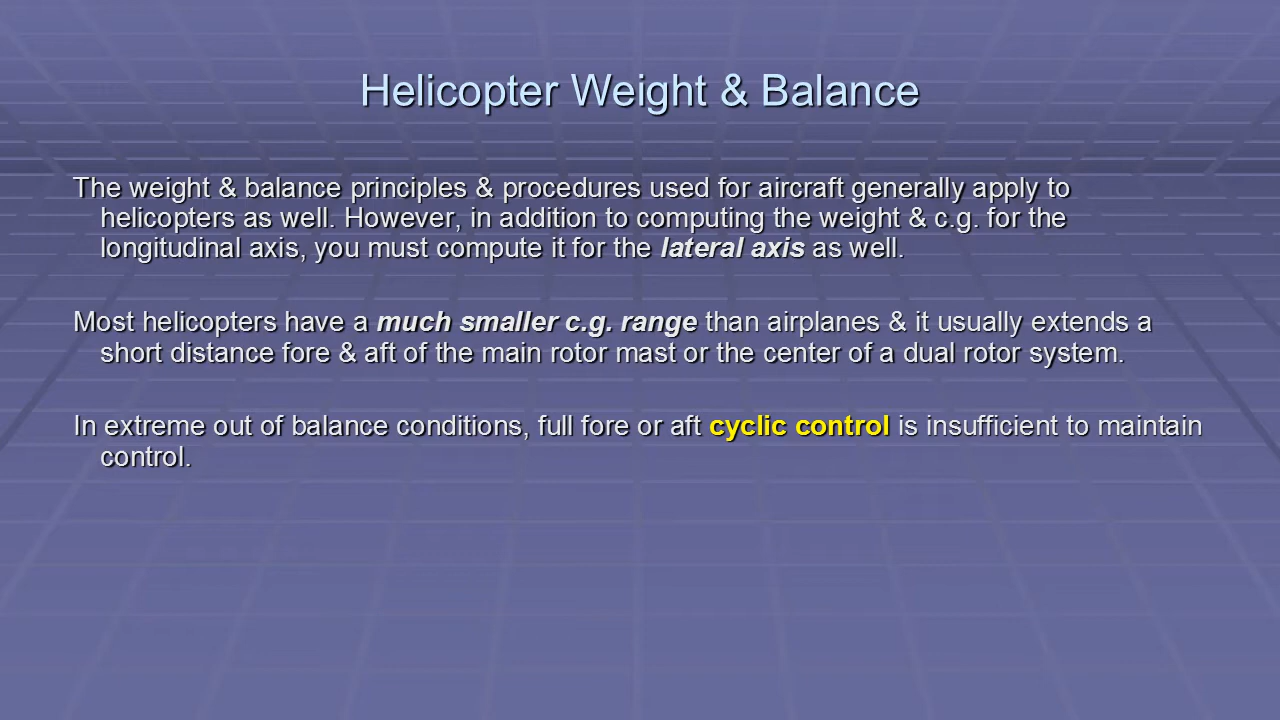 Helicopter Weight & Balance
The weight & balance principles & procedures used for aircraft generally apply to
helicopters as well. However, in addition to computing the weight & c.g. for the
longitudinal axis, you must compute it for the lateral axis as well.
Most helicopters have a much smaller c.g. range than airplanes & it usually extends a
short distance fore & aft of the main rotor mast or the center of a dual rotor system.
In extreme out of balance conditions, full fore or aft cyclic control is insufficient to maintain
control.